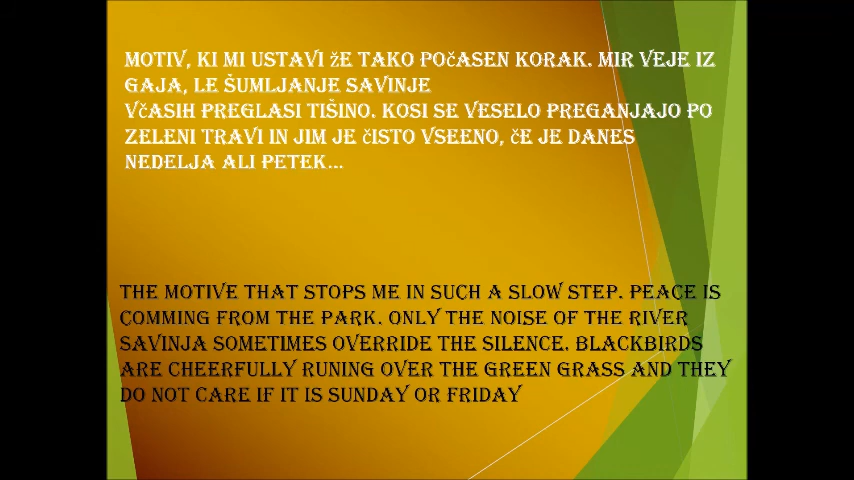 MOTIV, KI MI USTAVI ŽE TAKO POČASEN KORAK. MIR VEJE IZ
GAJA, LE ŠUMLJANJE SAVINJE
VČASIH PREGLASI TIŠINO. KOSI SE VESELO PREGANJAJO PO
ZELENI TRAVI IN JIM JE ČISTO VSEENO, ČE JE DANES
NEDELJA ALI PETEK...
THE MOTIVE THAT STOPS ME IN SUCH A SLOW STEP. PEACE IS
COMMING FROM THE PARK. ONLY THE NOISE OF THE RIVER
SAVINJA SOMETIMES OVERRIDE THE SILENCE. BLACKBIRDS
ARE CHEERFULLY RUNING OVER THE GREEN GRASS AND THEY
DO NOT CARE IF IT IS SUNDAY OR FRIDAY